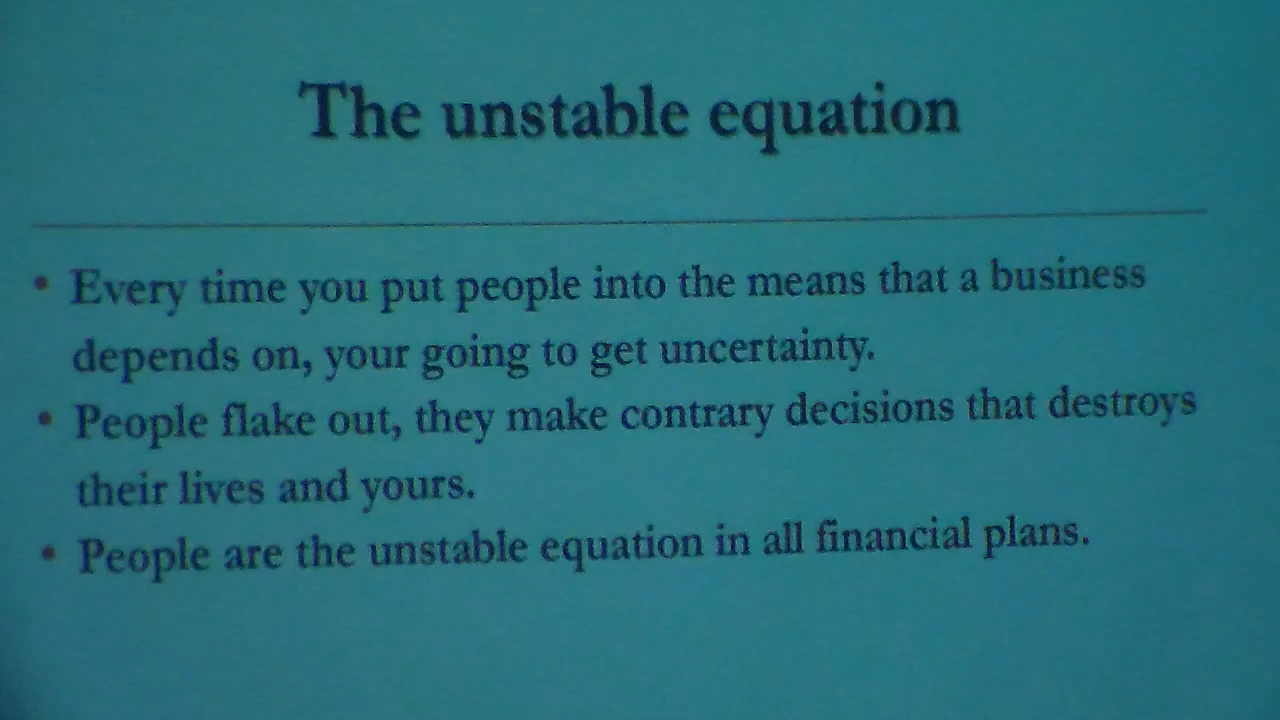 The unstable equation
• Every time you put people into the means that a business
depends on, your going to get uncertainty.
• People flake out, they make contrary decisions that destroys
their lives and yours.
• People are the unstable equation in all financial plans.